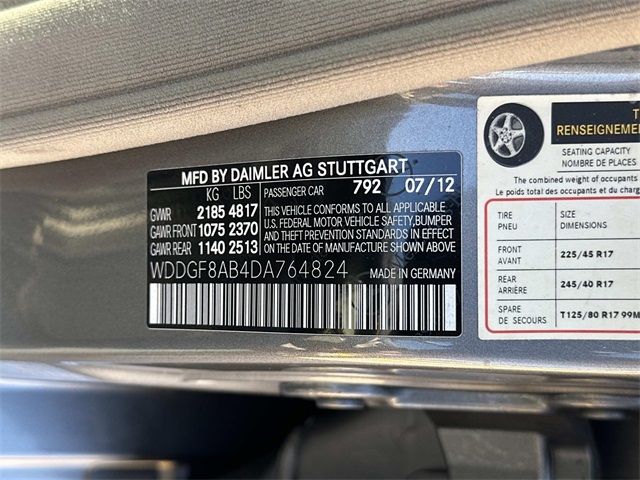 MFD BY DAIMLER AG STUTTGART
KG LBS PASSENGER CAR 792 07/12
GVWR 2185 4817
GAWR FRONT 1075 2370
GAWR REAR 1140 2513
THIS VEHICLE CONFORMS TO ALL APPLICABLE
U.S. FEDERAL MOTOR VEHICLE SAFETY, BUMPER
AND THEFT PREVENTION STANDARDS IN EFFECT
ON THE DATE OF MANUFACTURE SHOWN ABOVE
WDDGF8AB4DA764824 MADE IN GERMANY
RENSEIGNEMEN
SEATING CAPACITY
NOMBRE DE PLACES
The combined weight of occupants
Le poids total des occupants et du
TIRE SIZE
PNEU DIMENSIONS
FRONT
AVANT 225/45 R17
REAR
ARRIÈRE 245/40 R17
SPARE
DE SECOURS T125/80 R17 99M